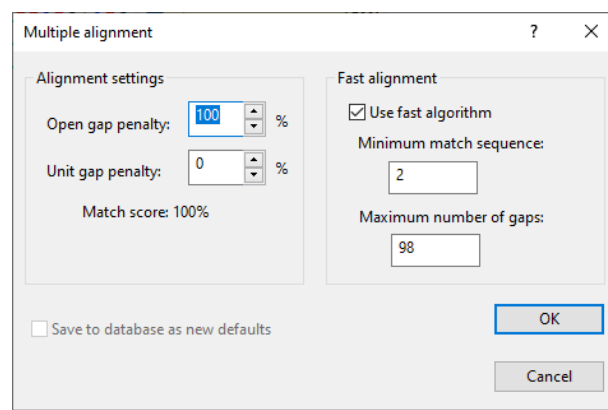 Multiple alignment
Alignment settings
Open gap penalty: 100 %
Unit gap penalty: 0 %
Match score: 100%
Fast alignment
Use fast algorithm
Minimum match sequence:
2
Maximum number of gaps:
98
Save to database as new defaults
OK
Cancel